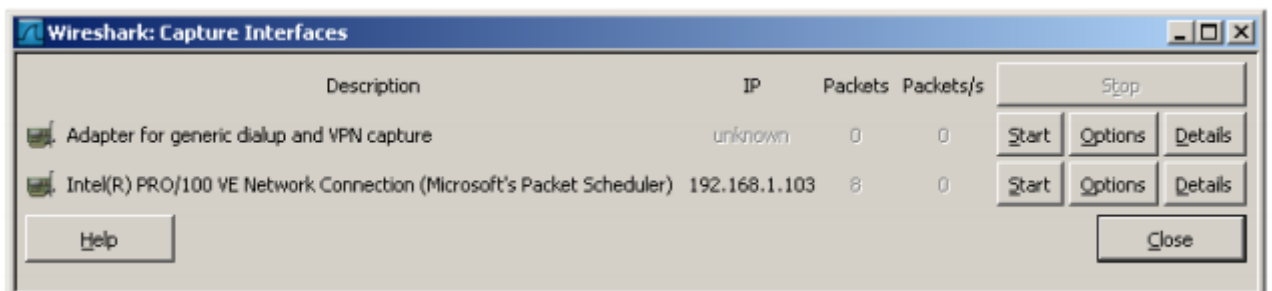 Wireshark: Capture Interfaces
Description IP Packets Packets/s Stop
Adapter for generic dialup and VPN capture unknown 0 0 Start Options Details
Intel(R) PRO/100 VE Network Connection (Microsoft's Packet Scheduler) 192.168.1.103 8 0 Start Options Details
Help Close